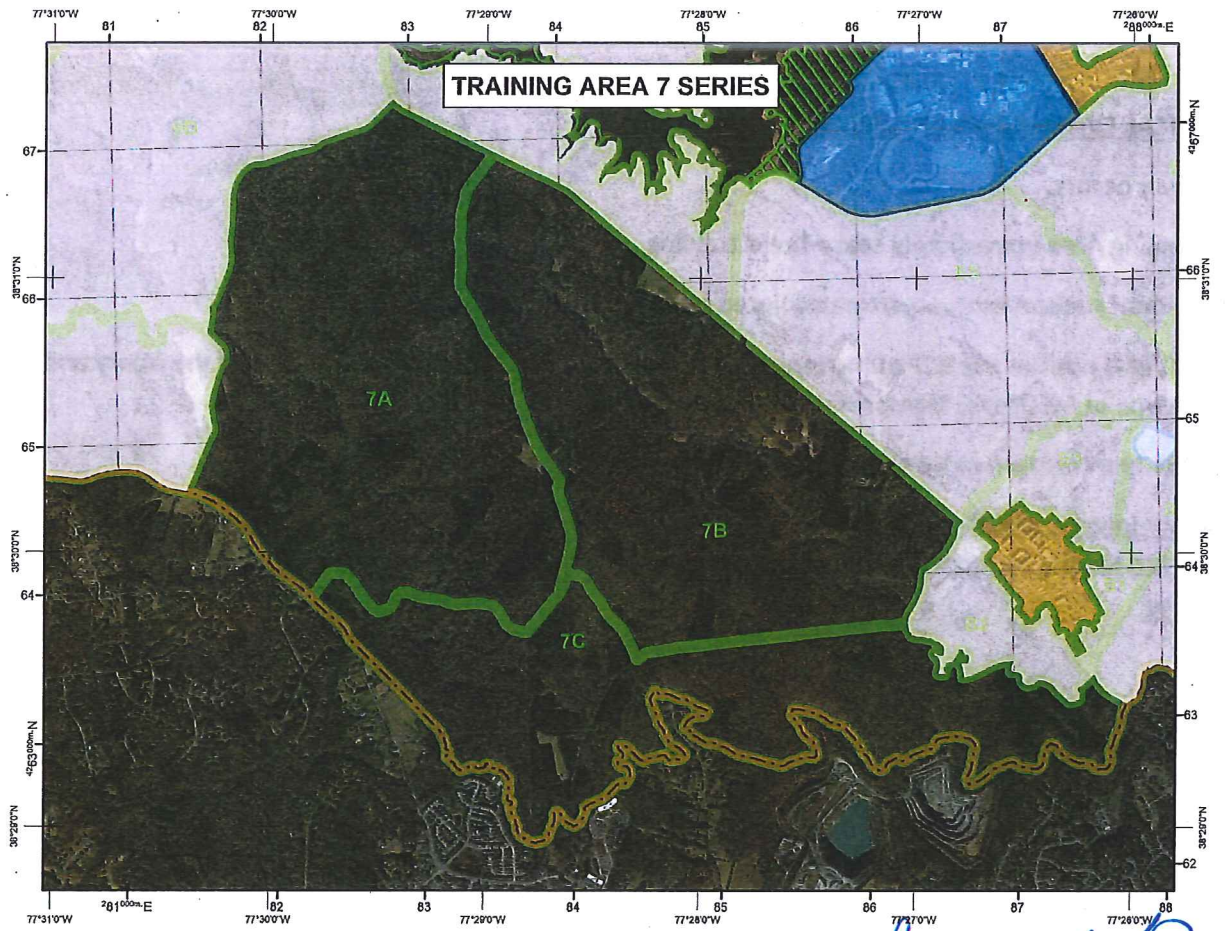 77°31'0"W 77°30'0"W 77°29'0"W 77°28'0"W 77°27'0"W 77°26'0"W
81 82 83 84 85 86 87 288000m.E
TRAINING AREA 7 SERIES
67 4267000m.N
38°31'0"N 66 66 38°31'0"N
7A
65 65
7B
38°30'0"N 64 38°30'0"N
64
7C
63
4263000m.N
38°29'0"N 38°29'0"N
62
281000m.E 82 83 84 85 86 87 88
77°31'0"W 77°30'0"W 77°29'0"W 77°28'0"W 77°27'0"W 77°26'0"W